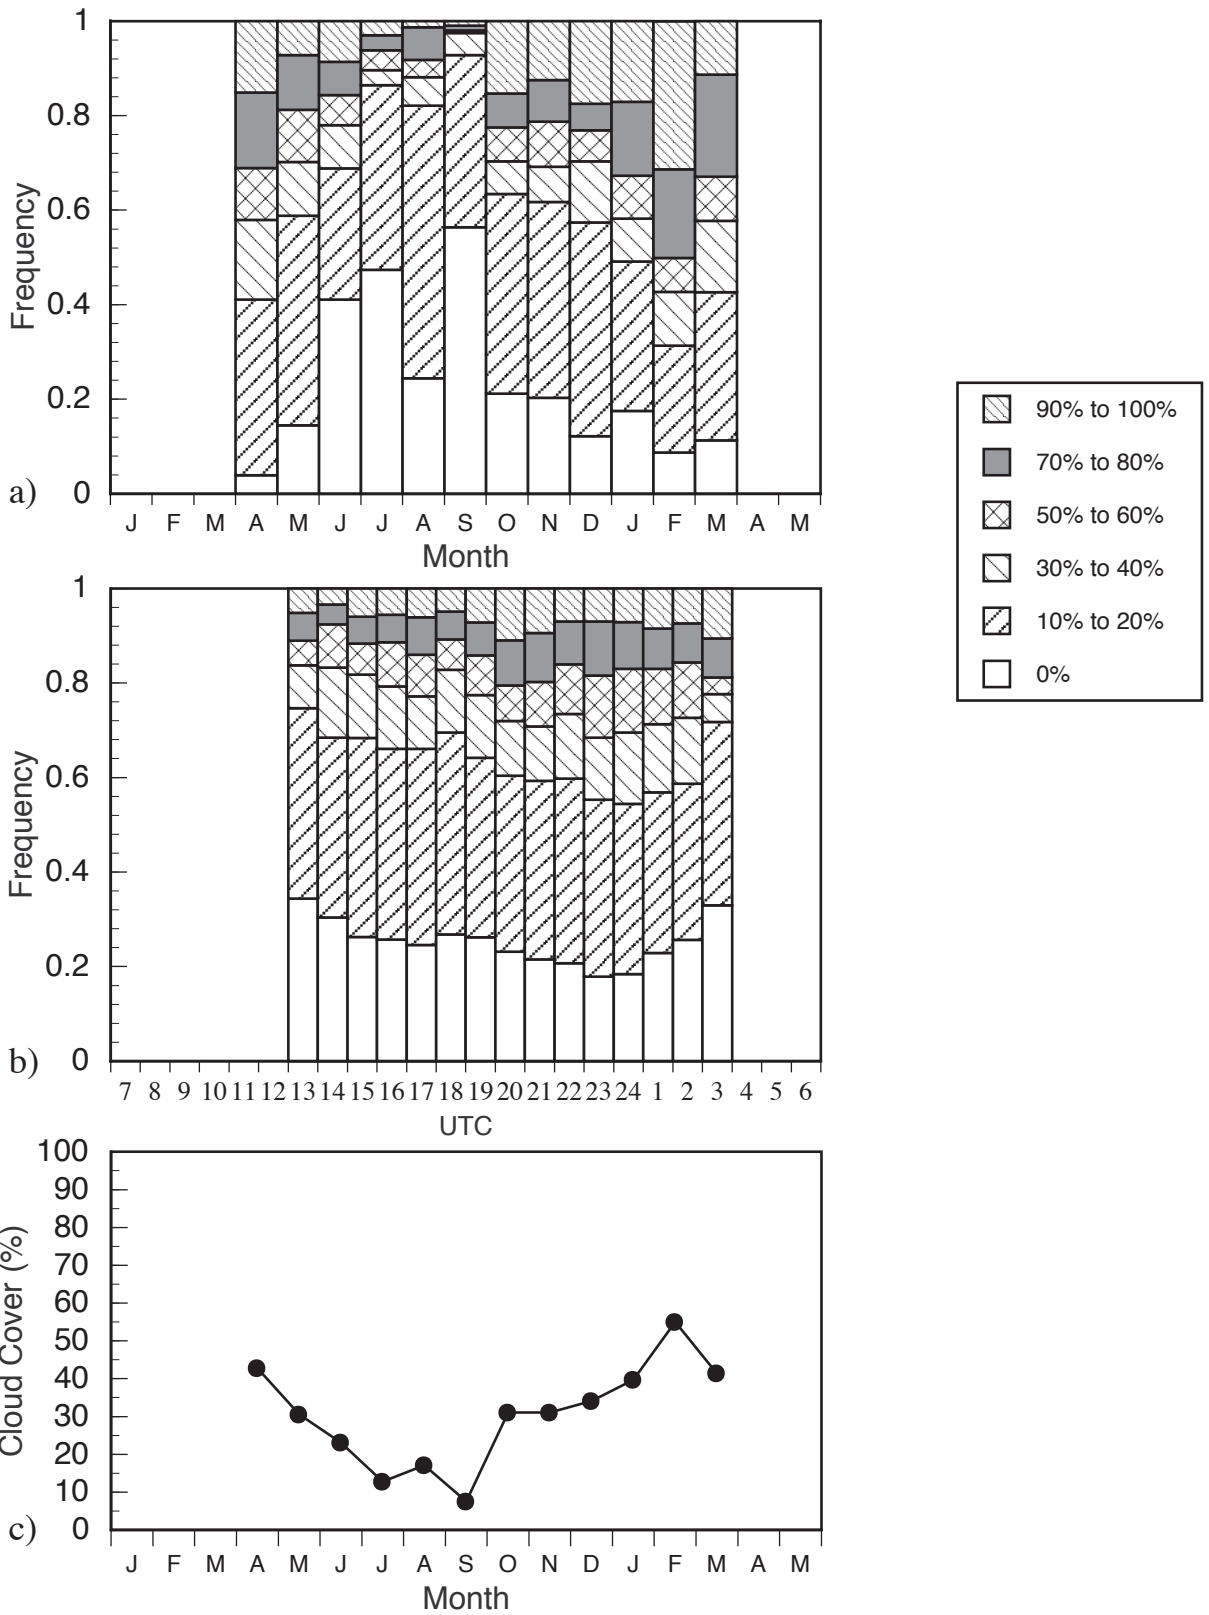 1
0.8
0.6
0.4
0.2
0
Frequency
a)
J F M A M J J A S O N D J F M A M
Month
90% to 100%
70% to 80%
50% to 60%
30% to 40%
10% to 20%
0%
1
0.8
0.6
0.4
0.2
0
Frequency
b)
7 8 9 10 11 12 13 14 15 16 17 18 19 20 21 22 23 24 1 2 3 4 5 6
UTC
100
90
80
70
60
50
40
30
20
10
0
Cloud Cover (%)
c)
J F M A M J J A S O N D J F M A M
Month